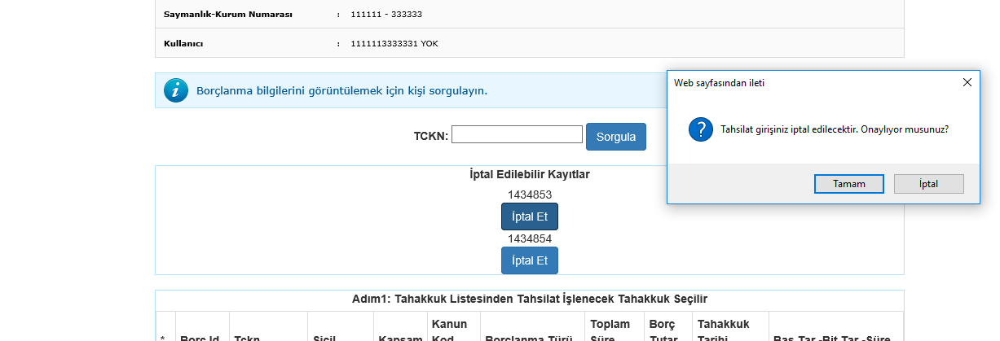 Saymanlık-Kurum Numarası : 111111 - 333333
Kullanıcı : 1111113333331 YOK
Borçlanma bilgilerini görüntülemek için kişi sorgulayın.
Web sayfasından ileti
Tahsilat girişiniz iptal edilecektir. Onaylıyor musunuz?
Tamam İptal
TCKN: Sorgula
İptal Edilebilir Kayıtlar
1434853
İptal Et
1434854
İptal Et
Adım1: Tahakkuk Listesinden Tahsilat İşlenecek Tahakkuk Seçilir
Kanun Toplam Borç Tahakkuk
* Borç Id Tckn Sicil Kapsam Kod Borçlanma Türü Süre Tutar Tarihi Baş.Tar.-Bit.Tar.-Süre